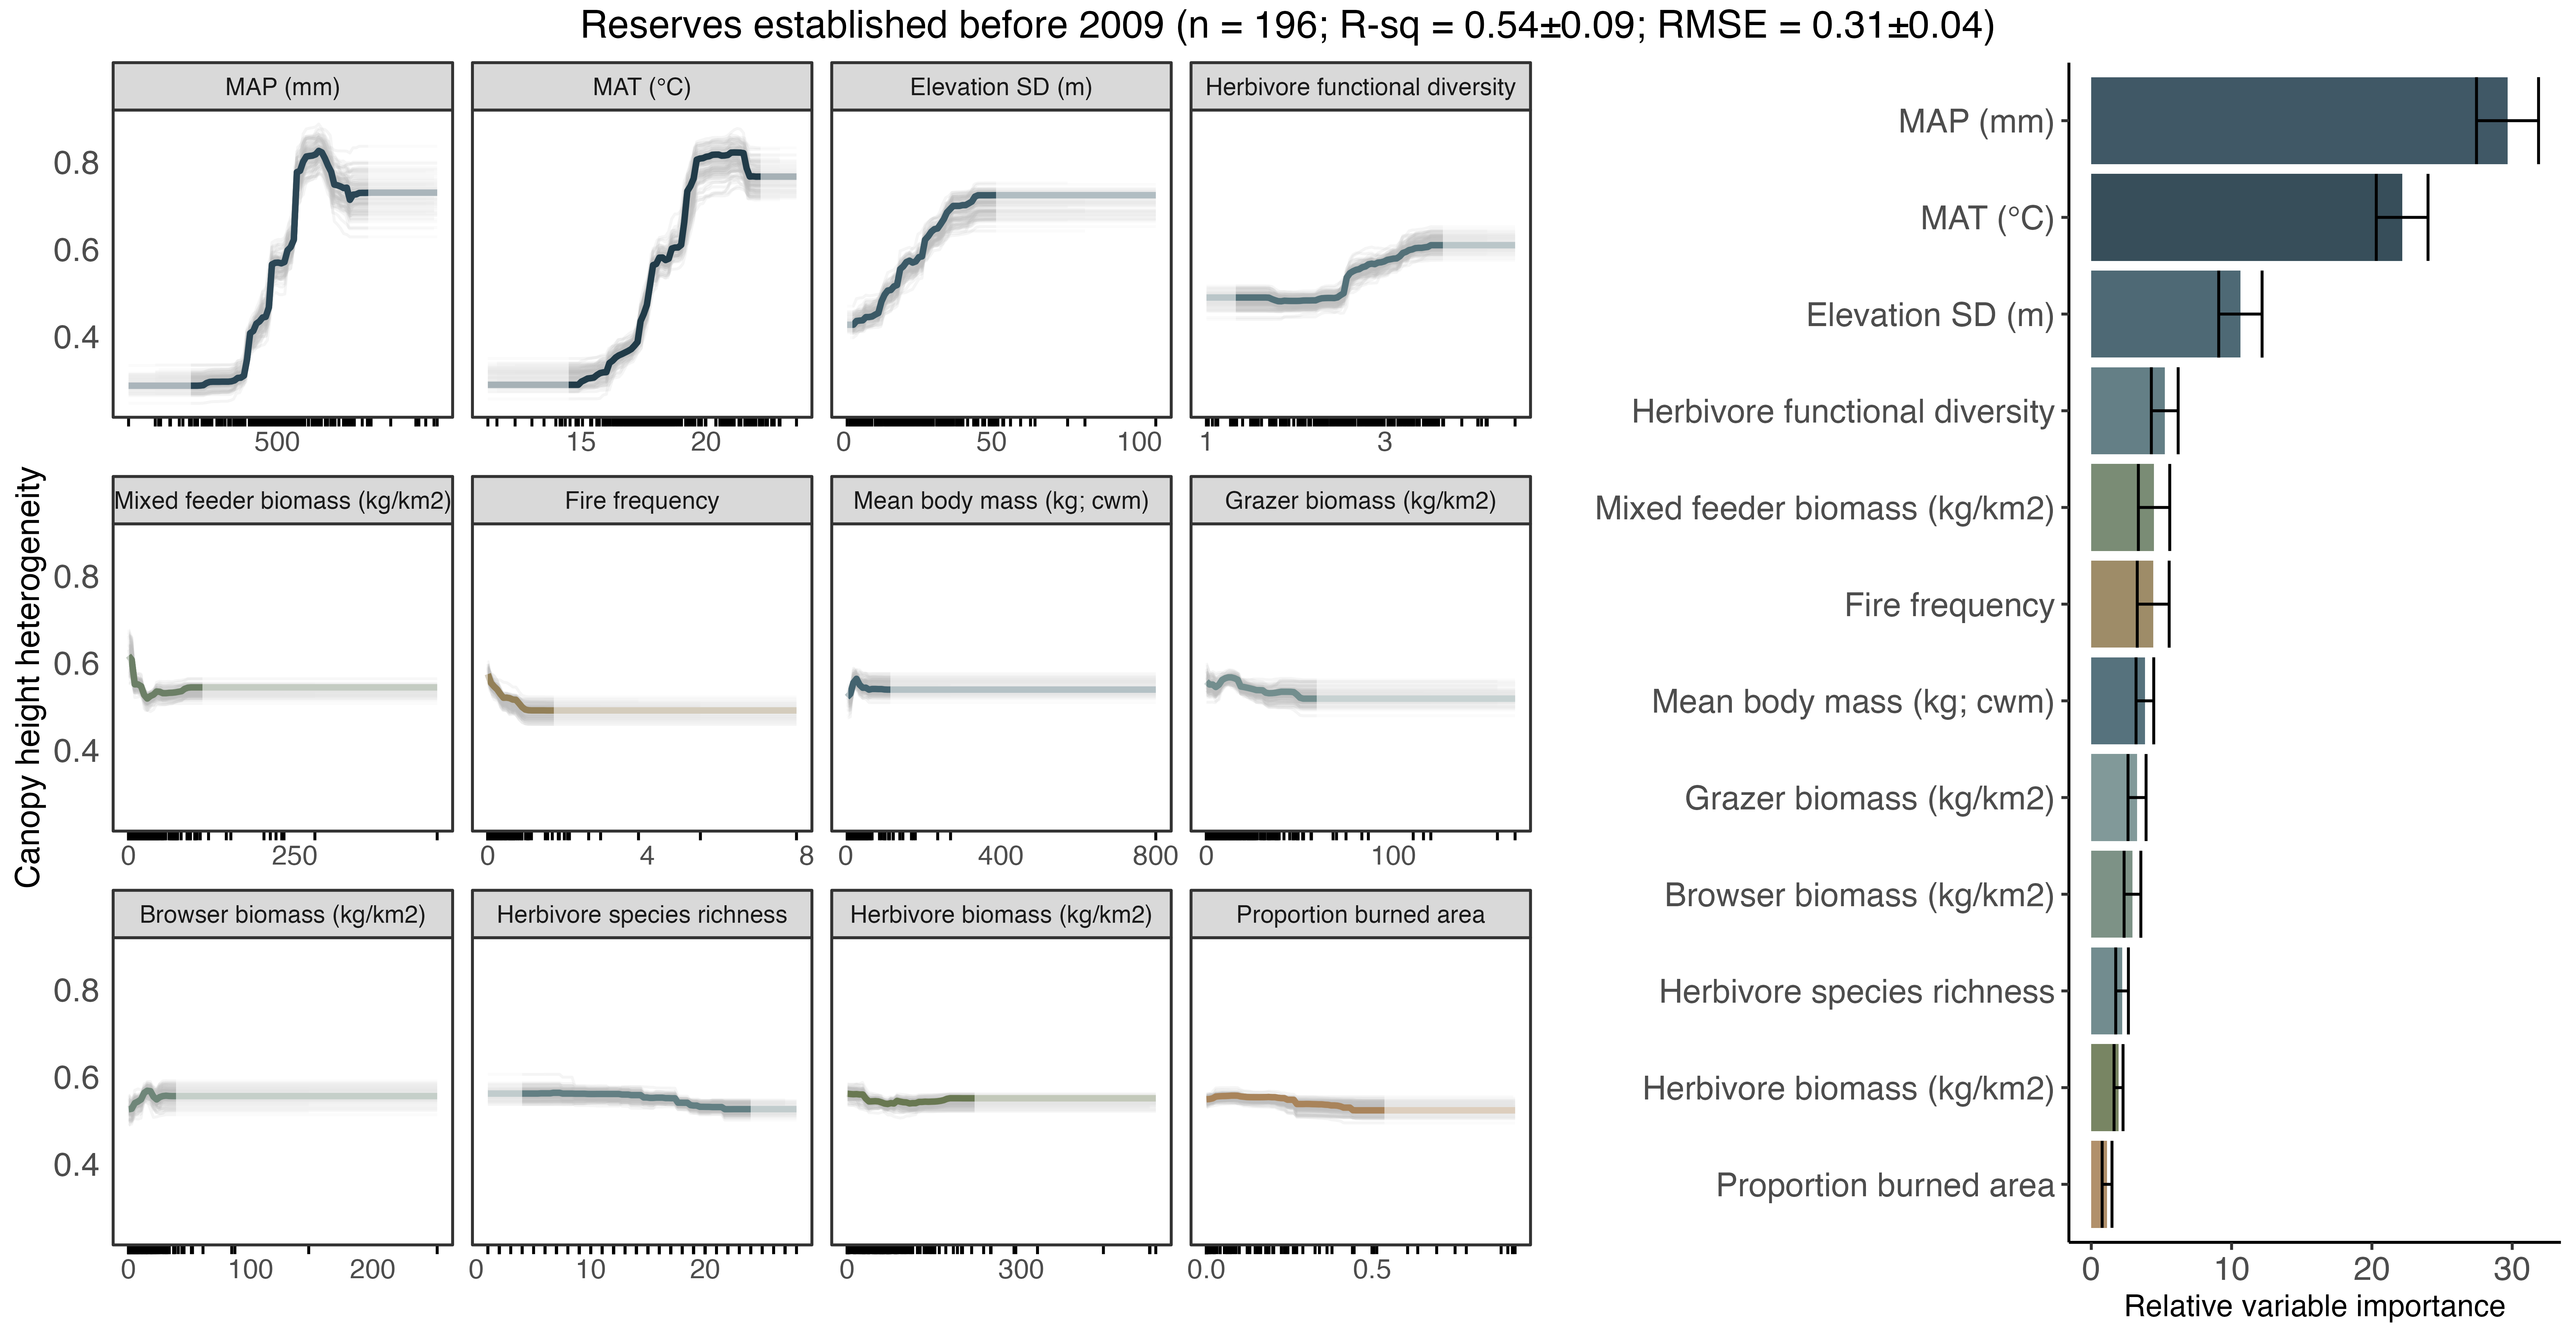 Reserves established before 2009 (n = 196; R-sq = 0.54±0.09; RMSE = 0.31±0.04)
Canopy height heterogeneity
MAP (mm)
MAT (°C)
Elevation SD (m)
Herbivore functional diversity
0.8
0.6
0.4
500
15 20
0 50 100
1 3
Mixed feeder biomass (kg/km2)
Fire frequency
Mean body mass (kg; cwm)
Grazer biomass (kg/km2)
0.8
0.6
0.4
0 250
0 4 8
0 400 800
0 100
Browser biomass (kg/km2)
Herbivore species richness
Herbivore biomass (kg/km2)
Proportion burned area
0.8
0.6
0.4
0 100 200
0 10 20
0 300
0.0 0.5
MAP (mm)
MAT (°C)
Elevation SD (m)
Herbivore functional diversity
Mixed feeder biomass (kg/km2)
Fire frequency
Mean body mass (kg; cwm)
Grazer biomass (kg/km2)
Browser biomass (kg/km2)
Herbivore species richness
Herbivore biomass (kg/km2)
Proportion burned area
0 10 20 30
Relative variable importance